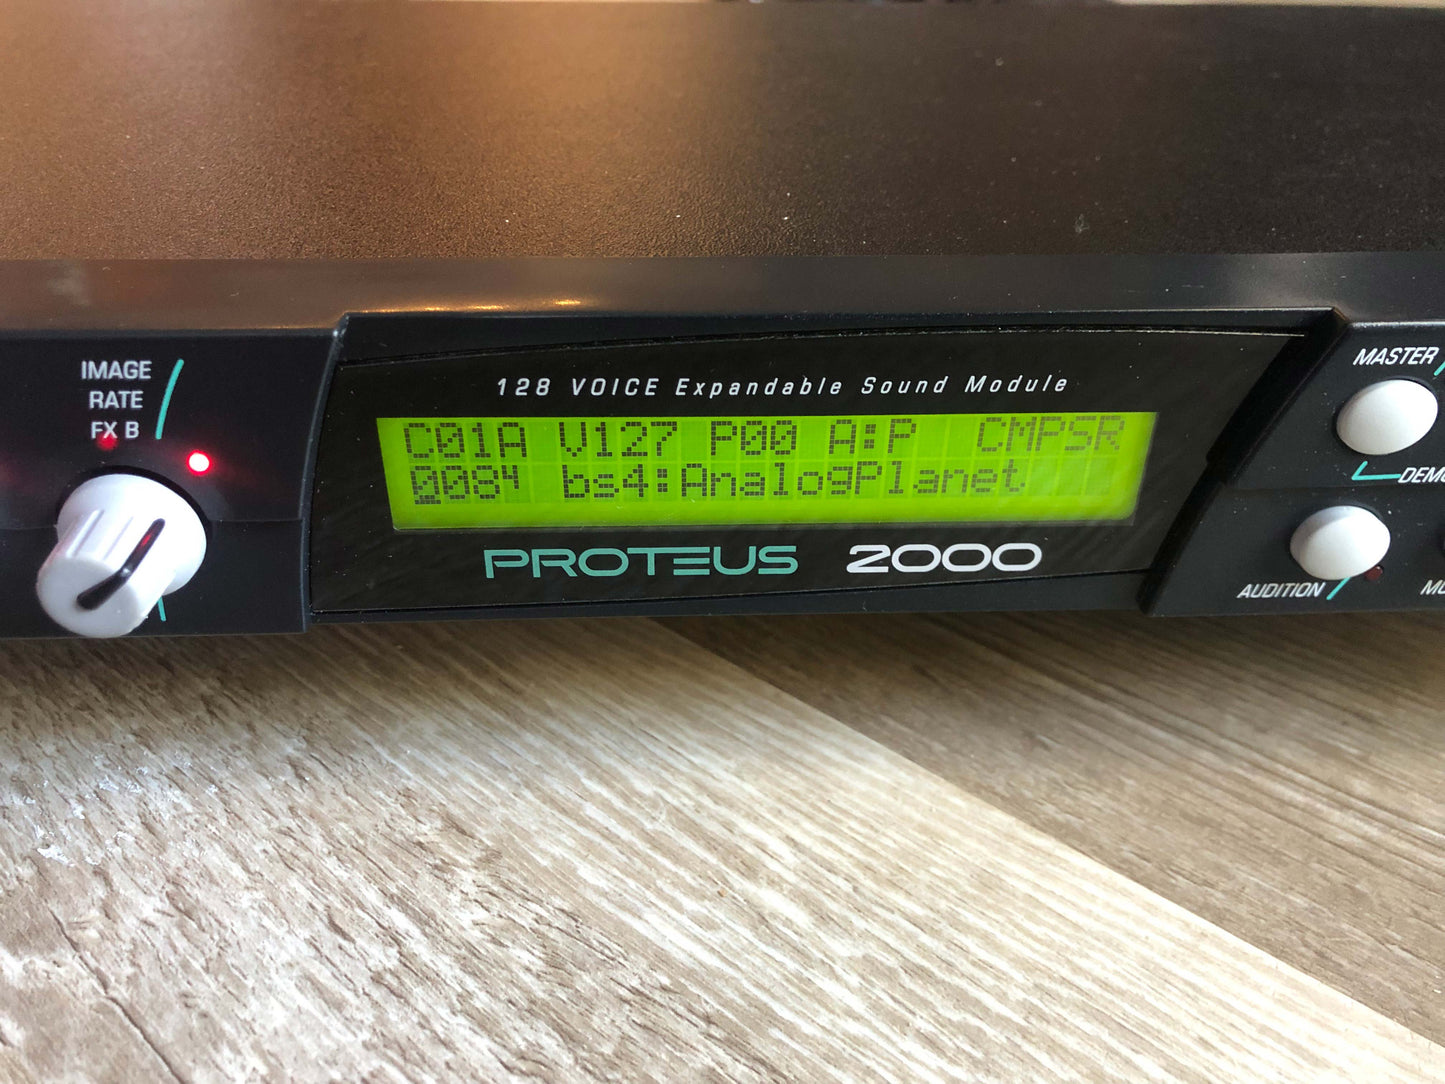 IMAGE
RATE
FX B
128 VOICE Expandable Sound Module
C01A V127 P00 A:P CMPSR
0084 bs4:AnalogPlanet
PROTEUS 2000
MASTER
AUDITION